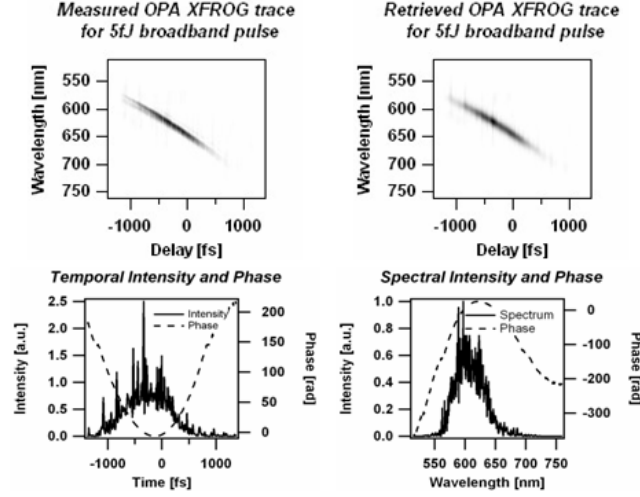 Measured OPA XFROG trace
for 5fJ broadband pulse
Wavelength [nm]
550
600
650
700
750
-1000 0 1000
Delay [fs]
Retrieved OPA XFROG trace
for 5fJ broadband pulse
Wavelength [nm]
550
600
650
700
750
-1000 0 1000
Delay [fs]
Temporal Intensity and Phase
Intensity [a.u.]
2.5
2.0
1.5
1.0
0.5
0.0
Intensity
Phase
200
150
100
50
0
Phase [rad]
-1000 0 1000
Time [fs]
Spectral Intensity and Phase
Intensity [a.u.]
1.0
0.8
0.6
0.4
0.2
0.0
Spectrum
Phase
0
-100
-200
-300
Phase [rad]
550 600 650 700 750
Wavelength [nm]